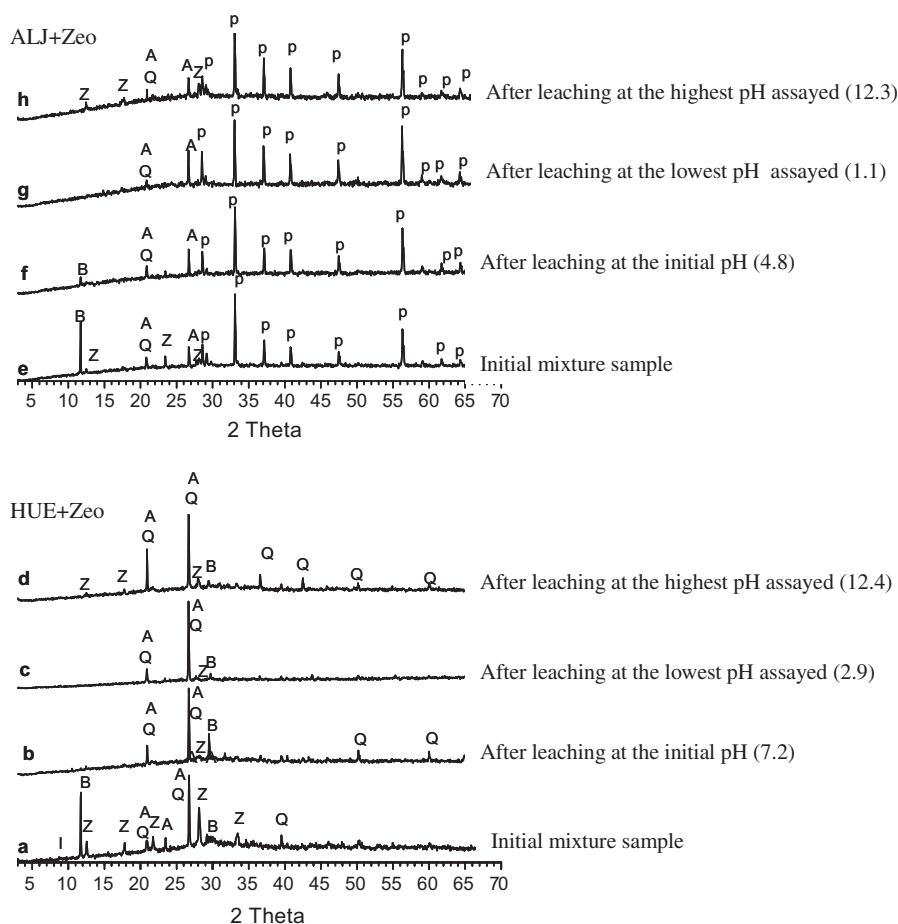 ALJ+Zeo
p
p p p p p p p p
A
Q
A Z p
Z Z
h After leaching at the highest pH assayed (12.3)
p
p p p p p p p
A
Q
A p
g After leaching at the lowest pH assayed (1.1)
p
p p p p p p
A
Q
A p
B
f After leaching at the initial pH (4.8)
p
p p p p p p
B
A
Q
Z
Z
A p
Z
e Initial mixture sample
5 10 15 20 25 30 35 40 45 50 55 60 65 70
2 Theta
HUE+Zeo
A
Q
A
Q
Z Z Z B Q Q Q Q
d After leaching at the highest pH assayed (12.4)
A
Q
A
Q
Z B
c After leaching at the lowest pH assayed (2.9)
A
Q
A
Q
Z B Q Q
b After leaching at the initial pH (7.2)
B
A
Q
I Z Z
A
Q
Z A Z B Z Q
a Initial mixture sample
5 10 15 20 25 30 35 40 45 50 55 60 65 70
2 Theta